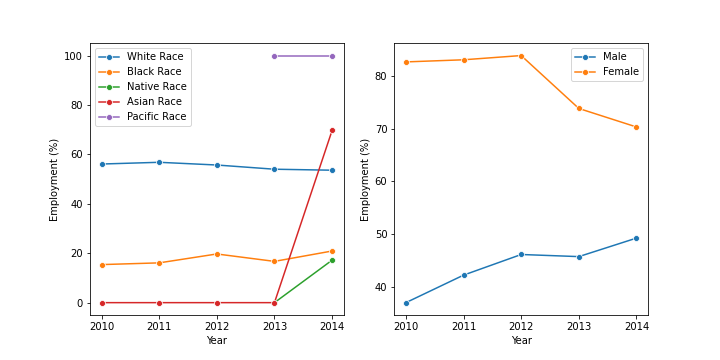 White Race
Black Race
Native Race
Asian Race
Pacific Race
100
80
60
40
20
0
Employment (%)
2010 2011 2012 2013 2014
Year
Male
Female
80
70
60
50
40
Employment (%)
2010 2011 2012 2013 2014
Year